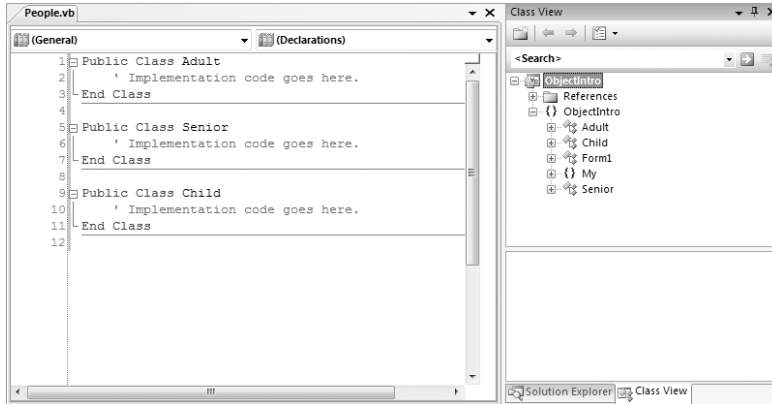 People.vb
(General)
(Declarations)
1 Public Class Adult
2 ' Implementation code goes here.
3 End Class
4
5 Public Class Senior
6 ' Implementation code goes here.
7 End Class
8
9 Public Class Child
10 ' Implementation code goes here.
11 End Class
12
Class View
<Search>
ObjectIntro
References
{} ObjectIntro
Adult
Child
Form1
{} My
Senior
Solution Explorer
Class View